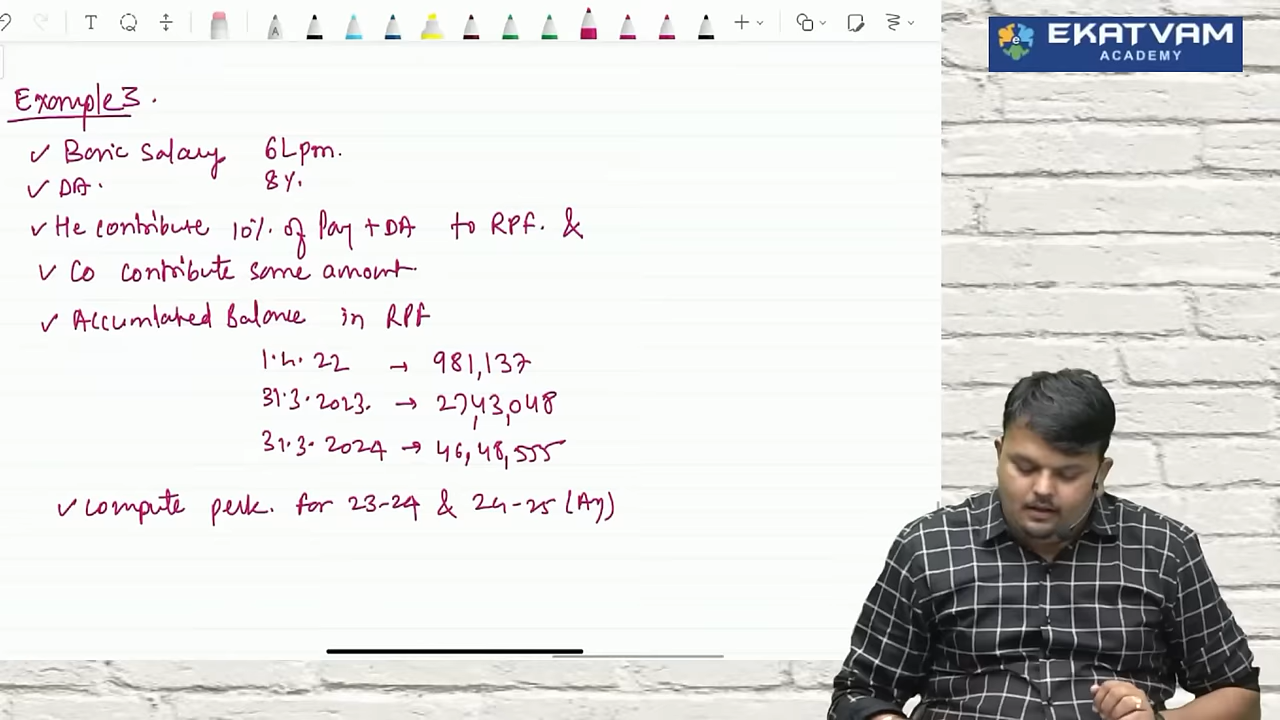 T
A
EKATVAM
ACADEMY
Example 3.
✓ Basic Salary 6L pm.
✓ DA. 8%.
✓ He contribute 10% of Pay + DA to RPF. &
✓ Co contribute same amount.
✓ Accumlated Balance in RPF
1.4.22 → 981,137
31.3.2023. → 27,43,048
31.3.2024 → 46,48,555
✓ Compute perk. for 23-24 & 24-25 (Ay)